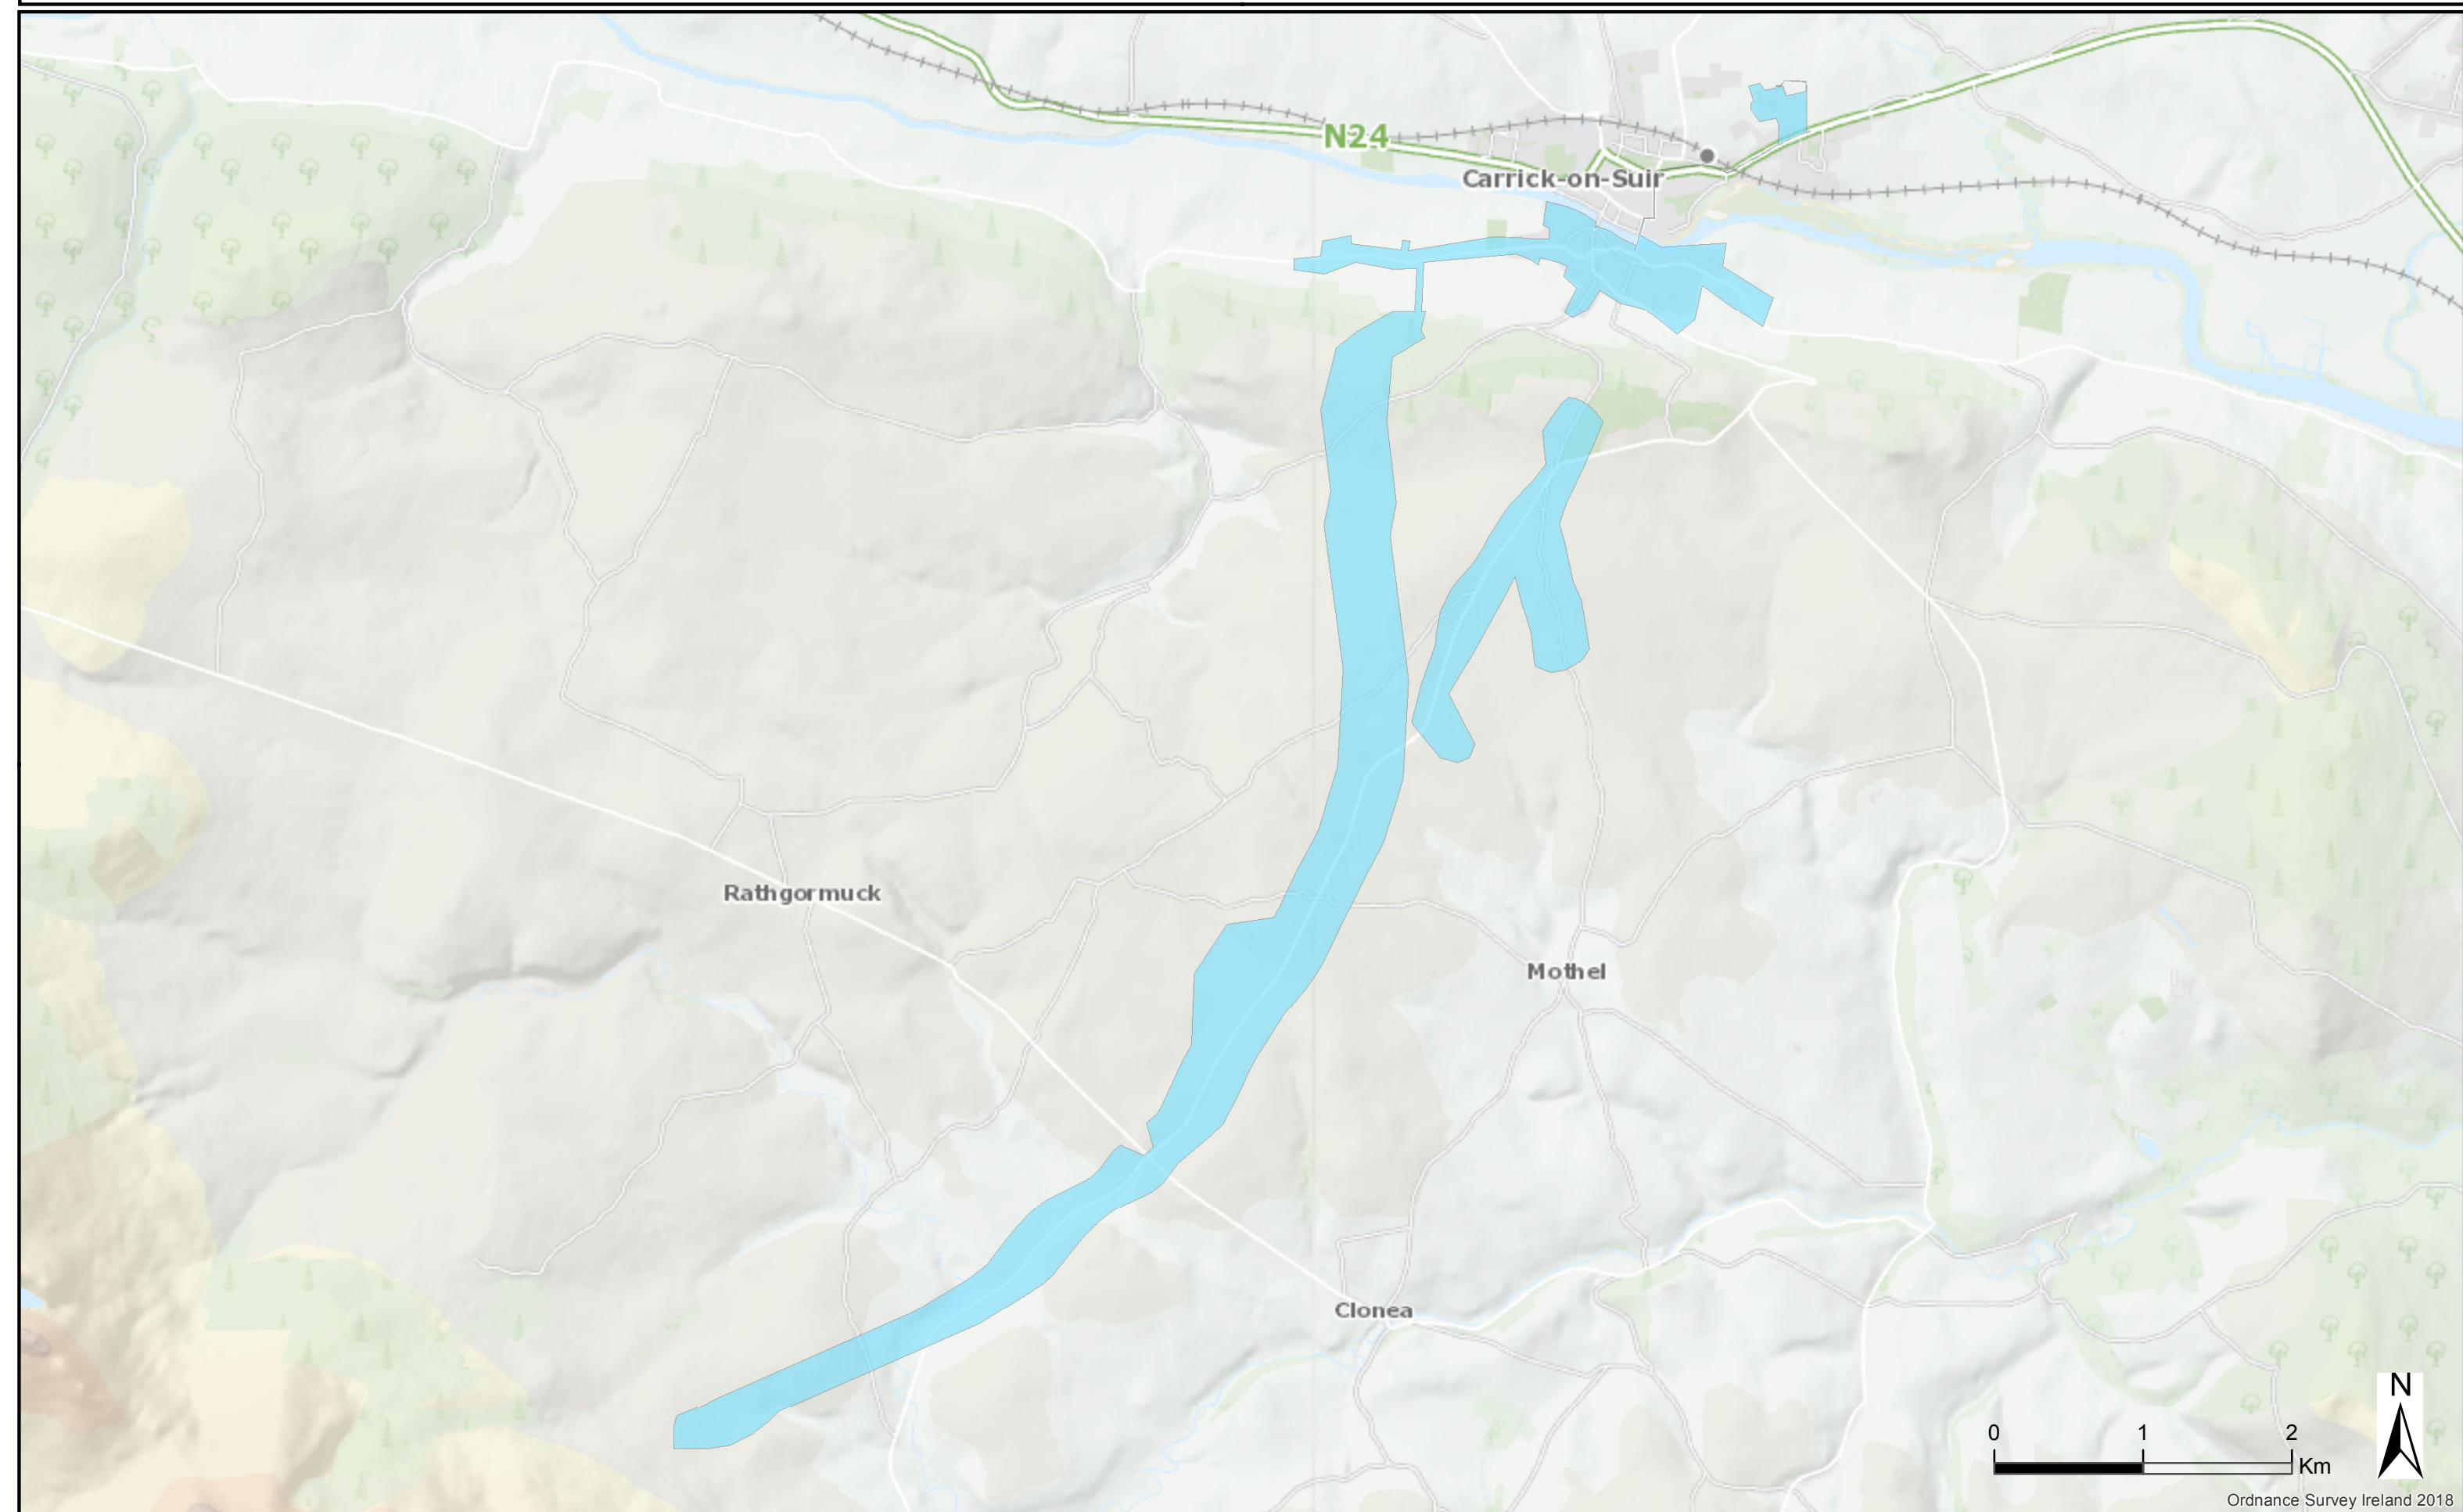 N24
Carrick-on-Suir
Rathgormuck
Mothel
Clonea
N
0 1 2
Km
Ordnance Survey Ireland 2018